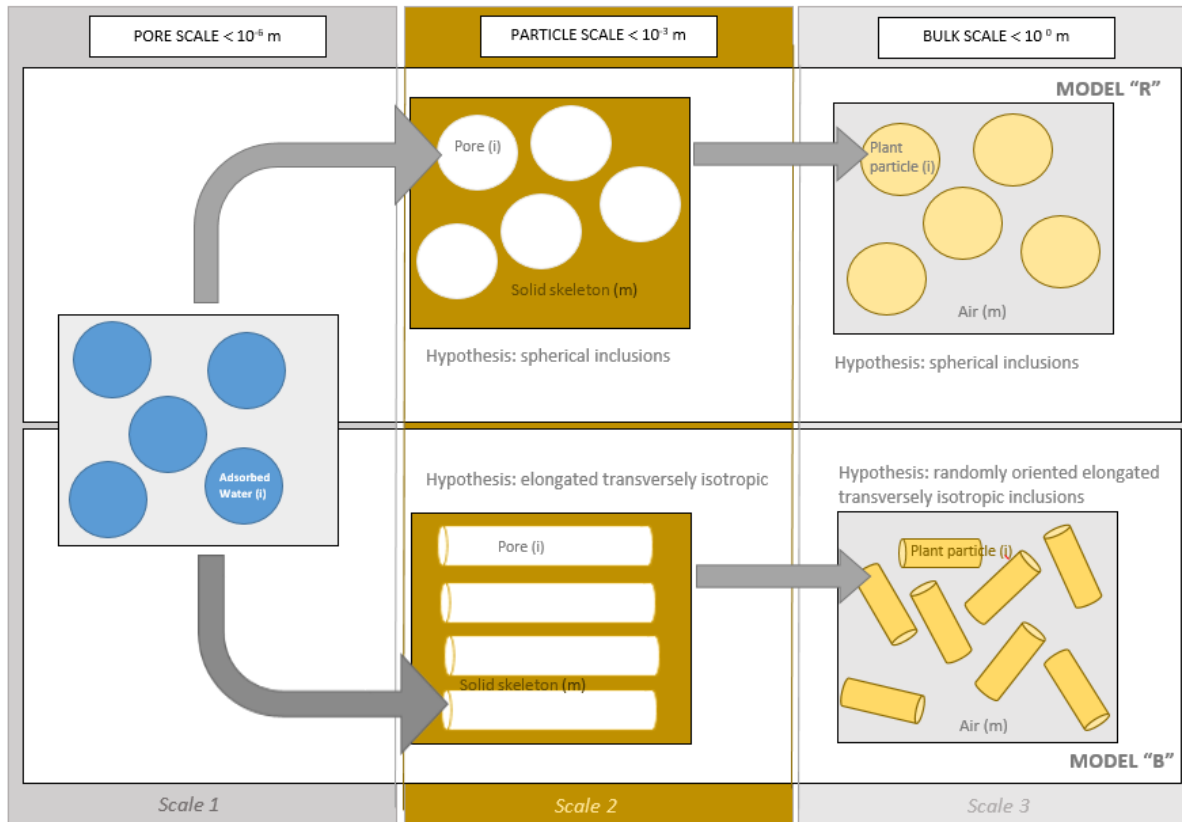 PORE SCALE < 10⁻⁶ m
PARTICLE SCALE < 10⁻³ m
BULK SCALE < 10⁰ m
MODEL “R”
Pore (i)
Solid skeleton (m)
Hypothesis: spherical inclusions
Plant
particle (i)
Air (m)
Hypothesis: spherical inclusions
Adsorbed
Water (i)
Hypothesis: elongated transversely isotropic
Pore (i)
Solid skeleton (m)
Hypothesis: randomly oriented elongated
transversely isotropic inclusions
Plant particle (i)
Air (m)
MODEL “B”
Scale 1
Scale 2
Scale 3